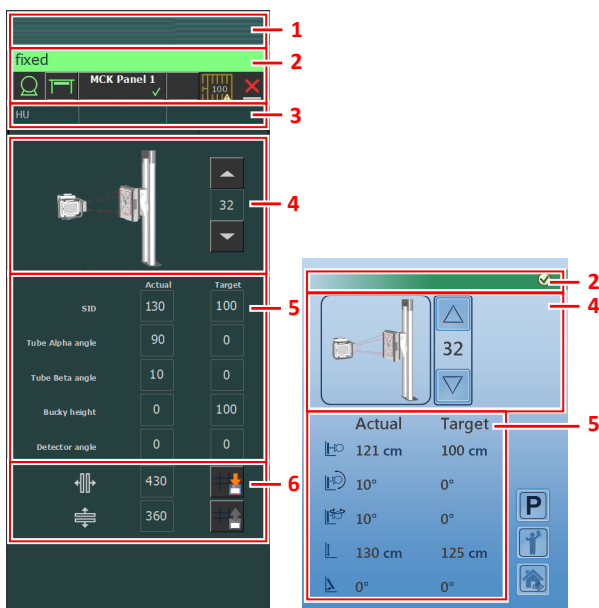 1
fixed
2
MCK Panel 1
100
A
HU
3
32
4
Actual Target
SID 130 100
5
Tube Alpha angle 90 0
Tube Beta angle 10 0
Bucky height 0 100
Detector angle 0 0
430
6
360
2
4
32
Actual Target
5
121 cm 100 cm
10° 0°
10° 0°
130 cm 125 cm
0° 0°
P